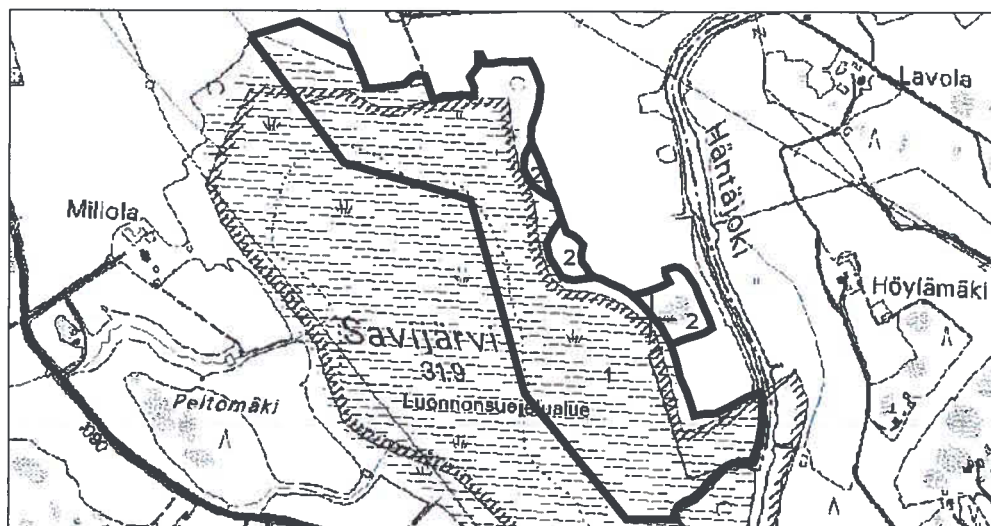 Lavola
Häntäjoki
Millola
2
Höylämäki
2
Savijärvi
31.9
1
Peltomäki
Luonnonsuojelualue